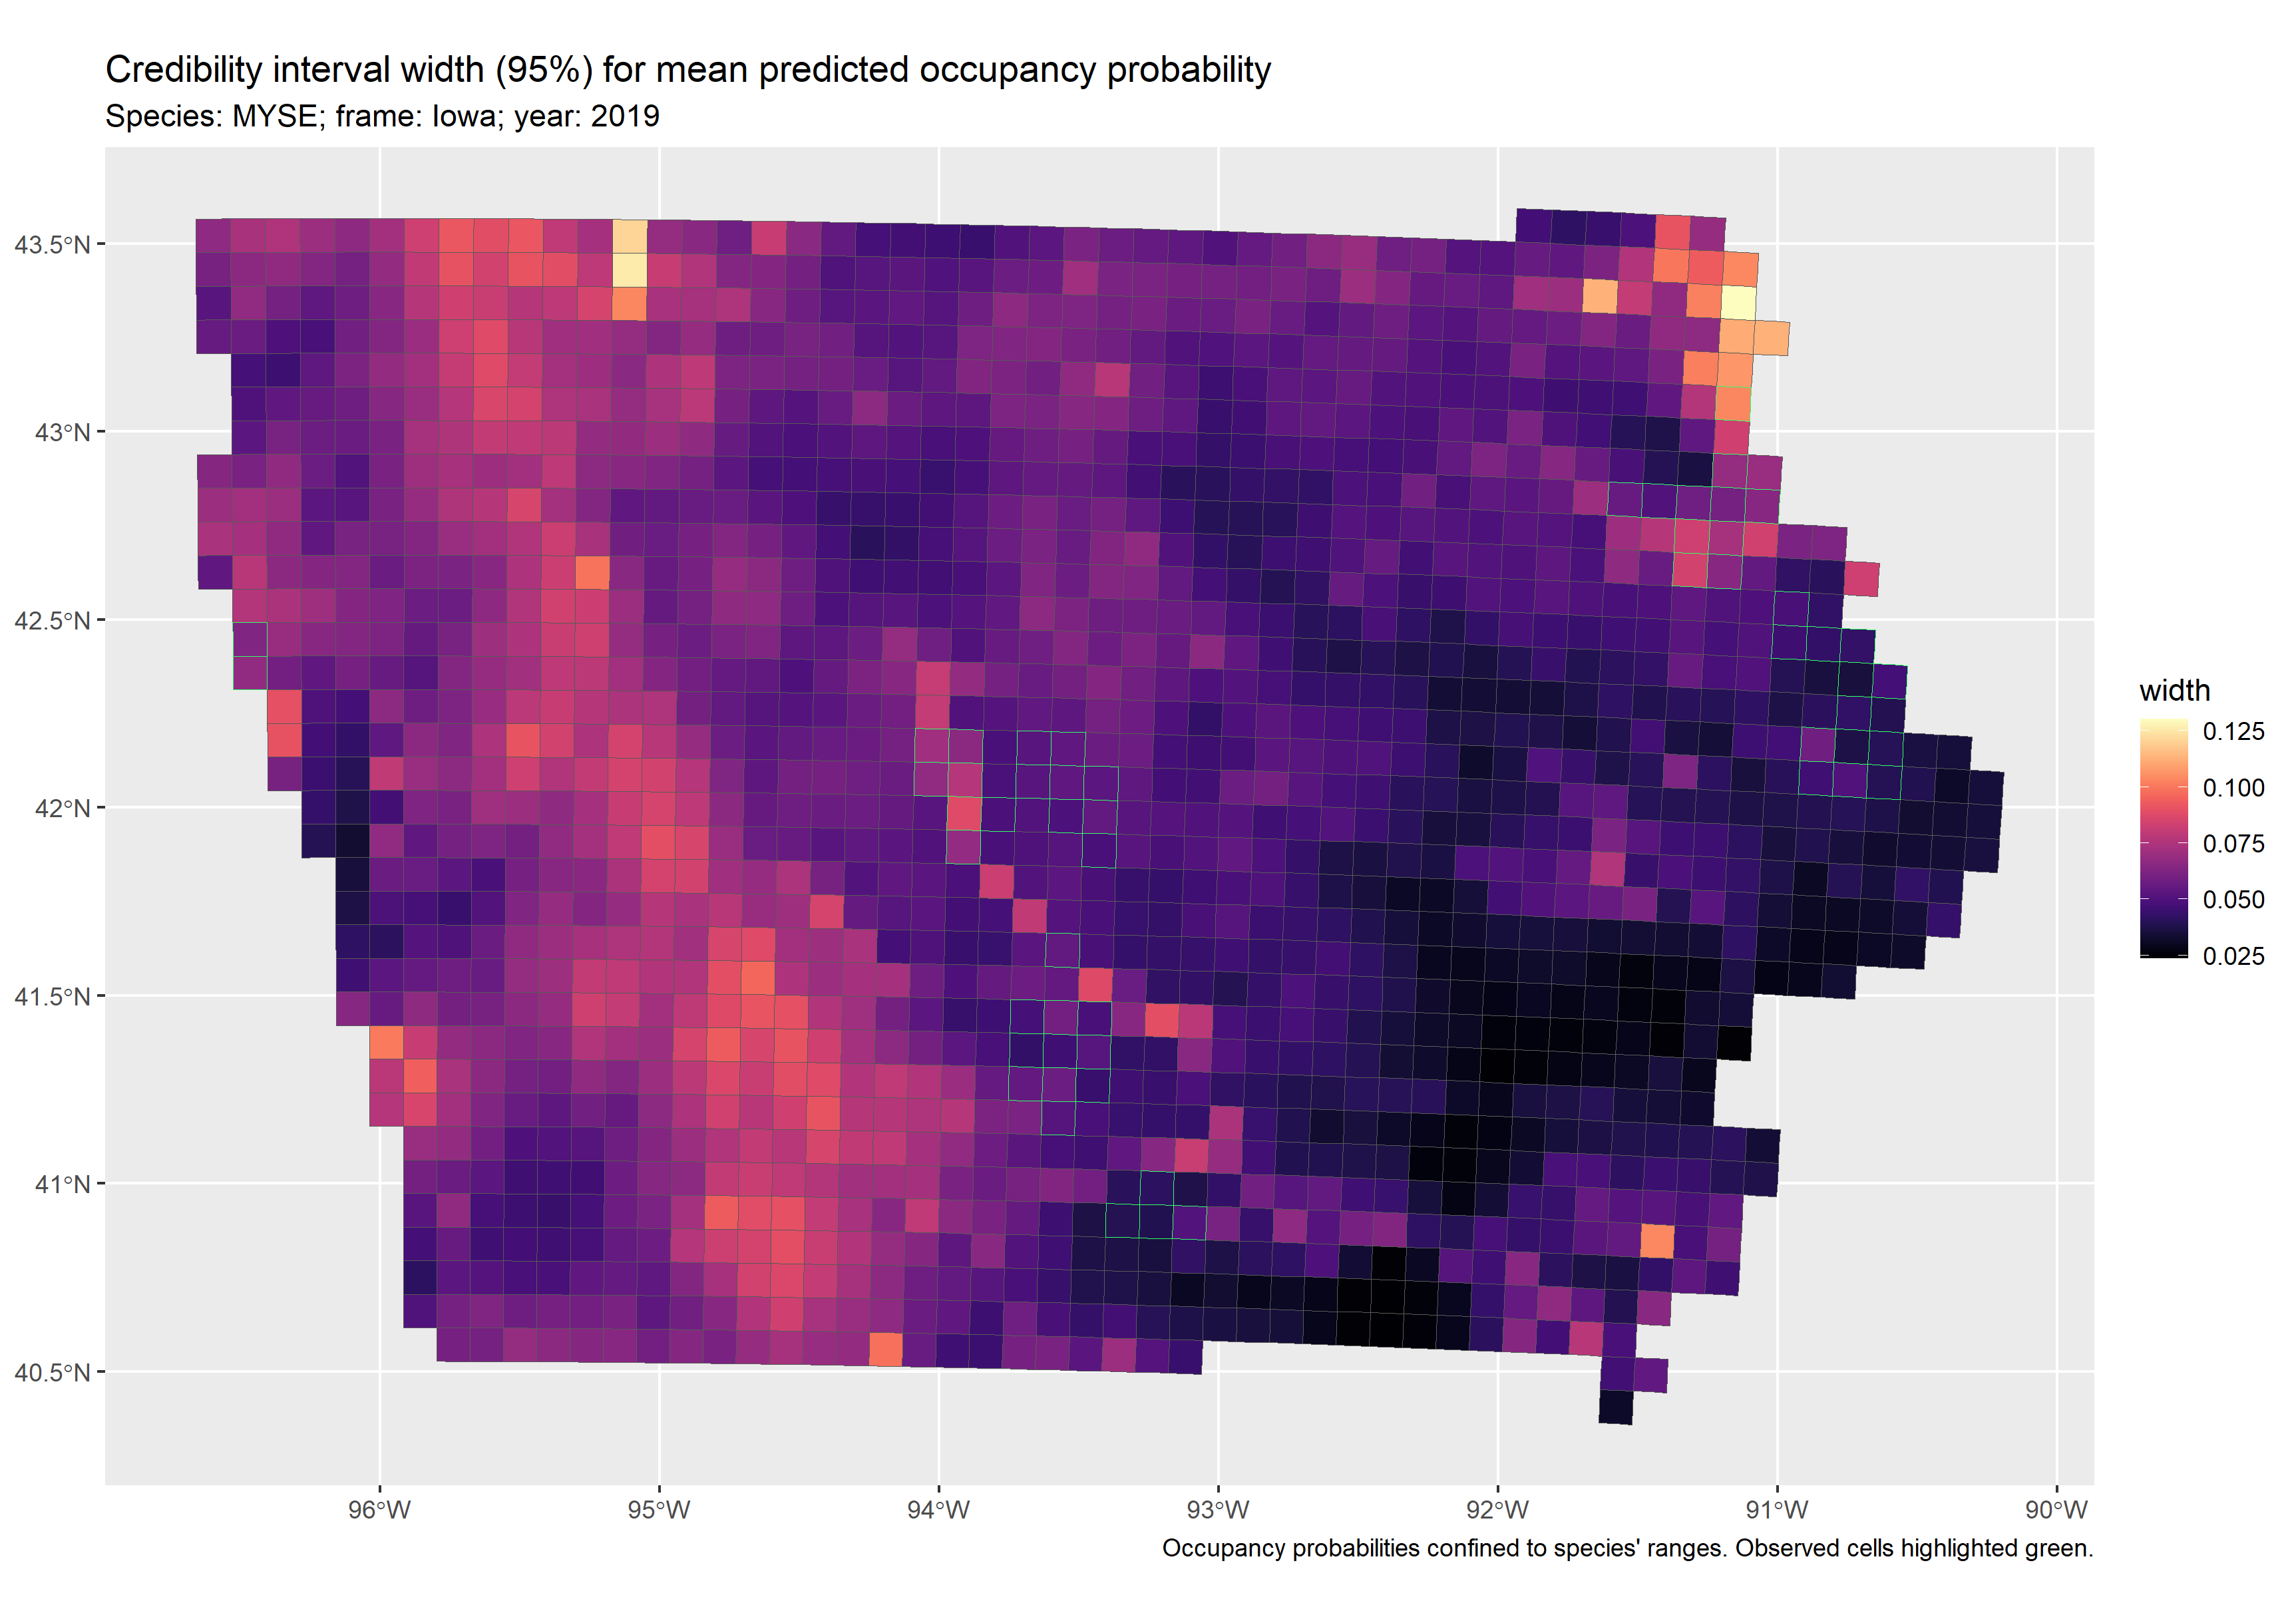 Credibility interval width (95%) for mean predicted occupancy probability
Species: MYSE; frame: Iowa; year: 2019
43.5°N
43°N
42.5°N
42°N
41.5°N
41°N
40.5°N
96°W
95°W
94°W
93°W
92°W
91°W
90°W
width
0.125
0.100
0.075
0.050
0.025
Occupancy probabilities confined to species' ranges. Observed cells highlighted green.